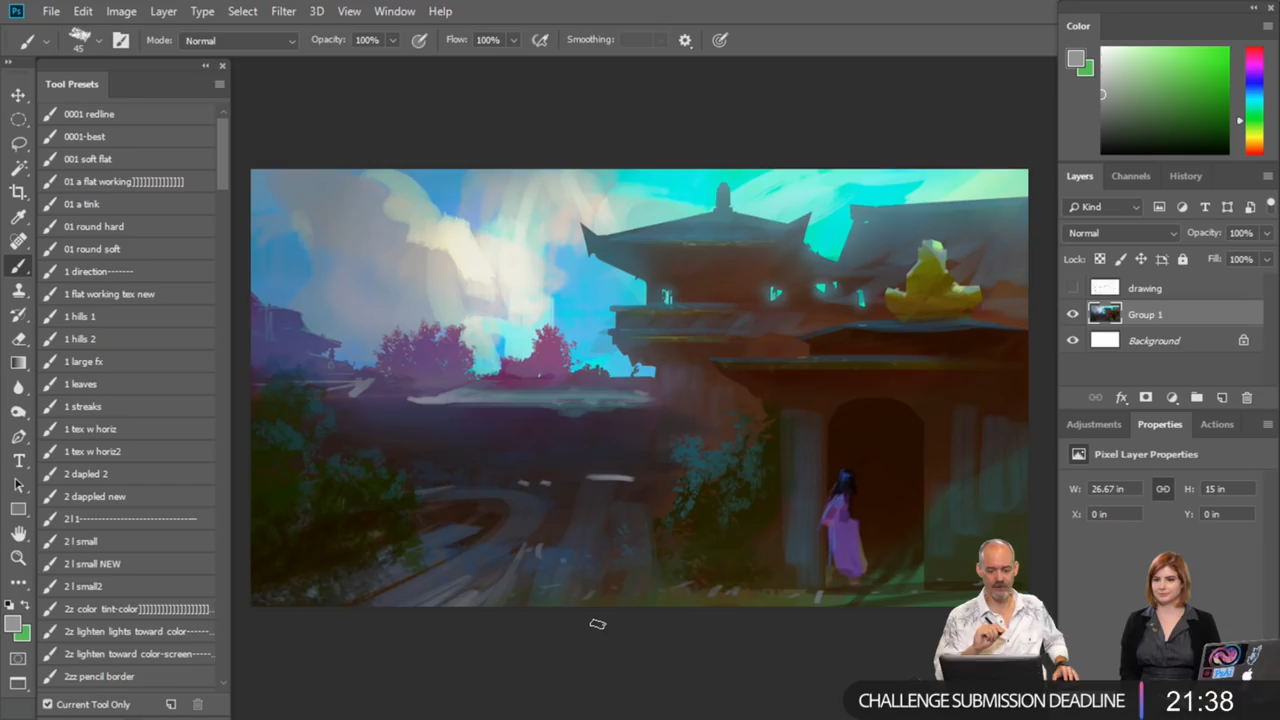 Ps File Edit Image Layer Type Select Filter 3D View Window Help
45 Mode: Normal Opacity: 100% Flow: 100% Smoothing:
Tool Presets
0001 redline
0001-best
001 soft flat
01 a flat working]]]]]]]]]]]]]]]
01 a tink
01 round hard
01 round soft
1 direction-------
1 flat working tex new
1 hills 1
1 hills 2
1 large fx
1 leaves
1 streaks
1 tex w horiz
1 tex w horiz2
2 dapled 2
2 dappled new
2 l 1------------------------------
2 l small
2 l small NEW
2 l small2
2z color tint-color]]]]]]]]]]]]]]]]]]]]...
2z lighten lights toward color------...
2z lighten toward color-screen-----...
2zz pencil border
Current Tool Only
Color
Layers Channels History
Kind
Normal Opacity: 100%
Lock: Fill: 100%
drawing
Group 1
Background
Adjustments Properties Actions
Pixel Layer Properties
W: 26.67 in H: 15 in
X: 0 in Y: 0 in
CHALLENGE SUBMISSION DEADLINE 21:38